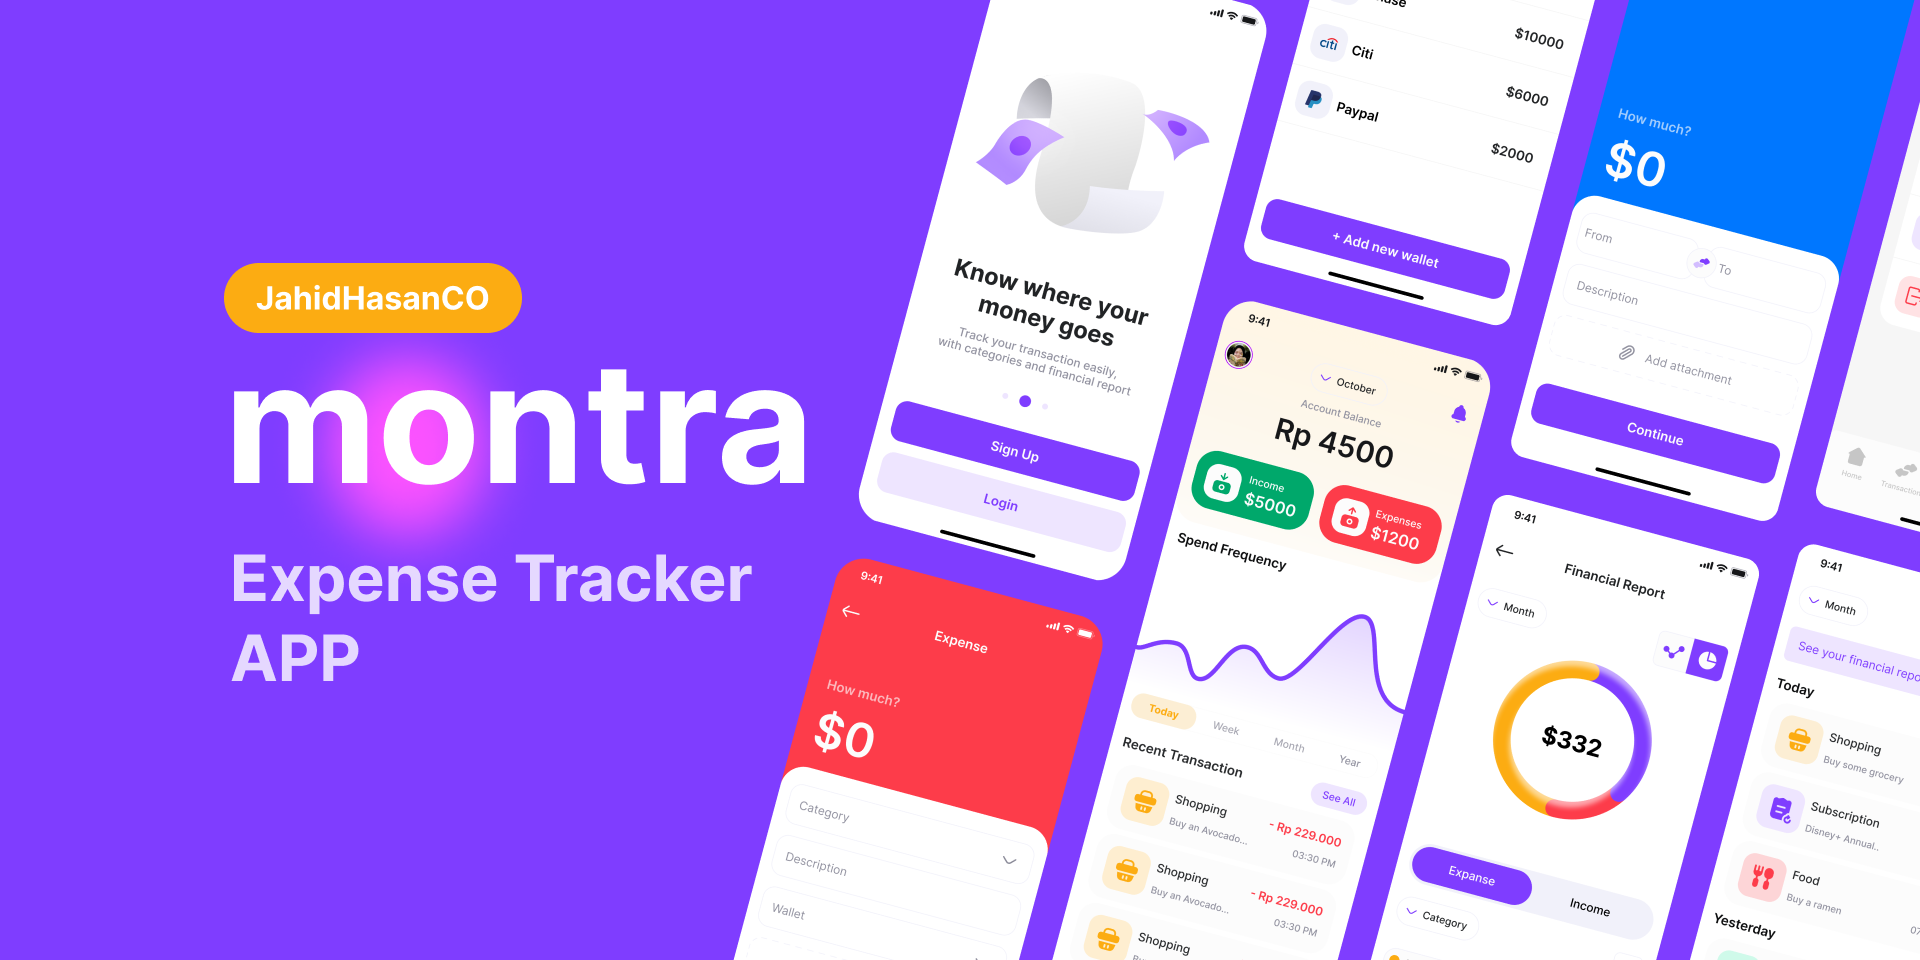 JahidHasanCO
montra
Expense Tracker
APP
Know where your
money goes
Track your transaction easily,
with categories and financial report
Sign Up
Login
$10000
Citi
$6000
Paypal
$2000
+ Add new wallet
How much?
$0
From
To
Description
Add attachment
Continue
Home
Transaction
9:41
Expense
How much?
$0
Category
Description
Wallet
9:41
October
Account Balance
Rp 4500
Income
$5000
Expenses
$1200
Spend Frequency
Today
Week
Month
Year
Recent Transaction
See All
Shopping
- Rp 229.000
Buy an Avocado...
03:30 PM
Shopping
- Rp 229.000
Buy an Avocado...
03:30 PM
Shopping
9:41
Financial Report
Month
$332
Expanse
Income
Category
9:41
Month
See your financial repo
Today
Shopping
Buy some grocery
Subscription
Disney+ Annual..
Food
Buy a ramen
Yesterday